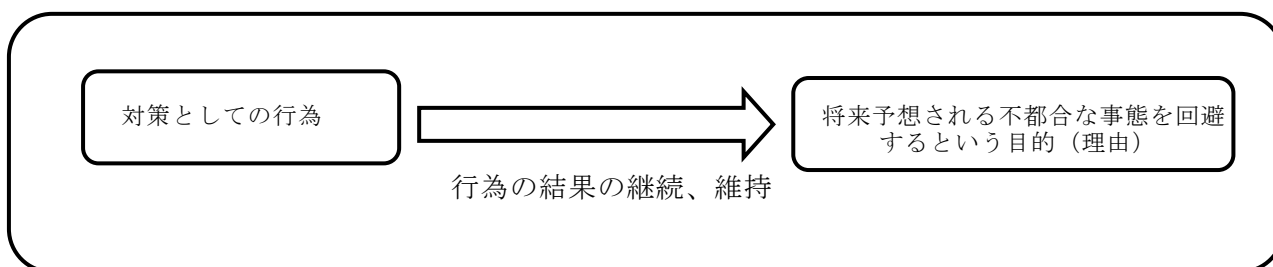 対策としての行為
将来予想される不都合な事態を回避
するという目的（理由）
行為の結果の継続、維持